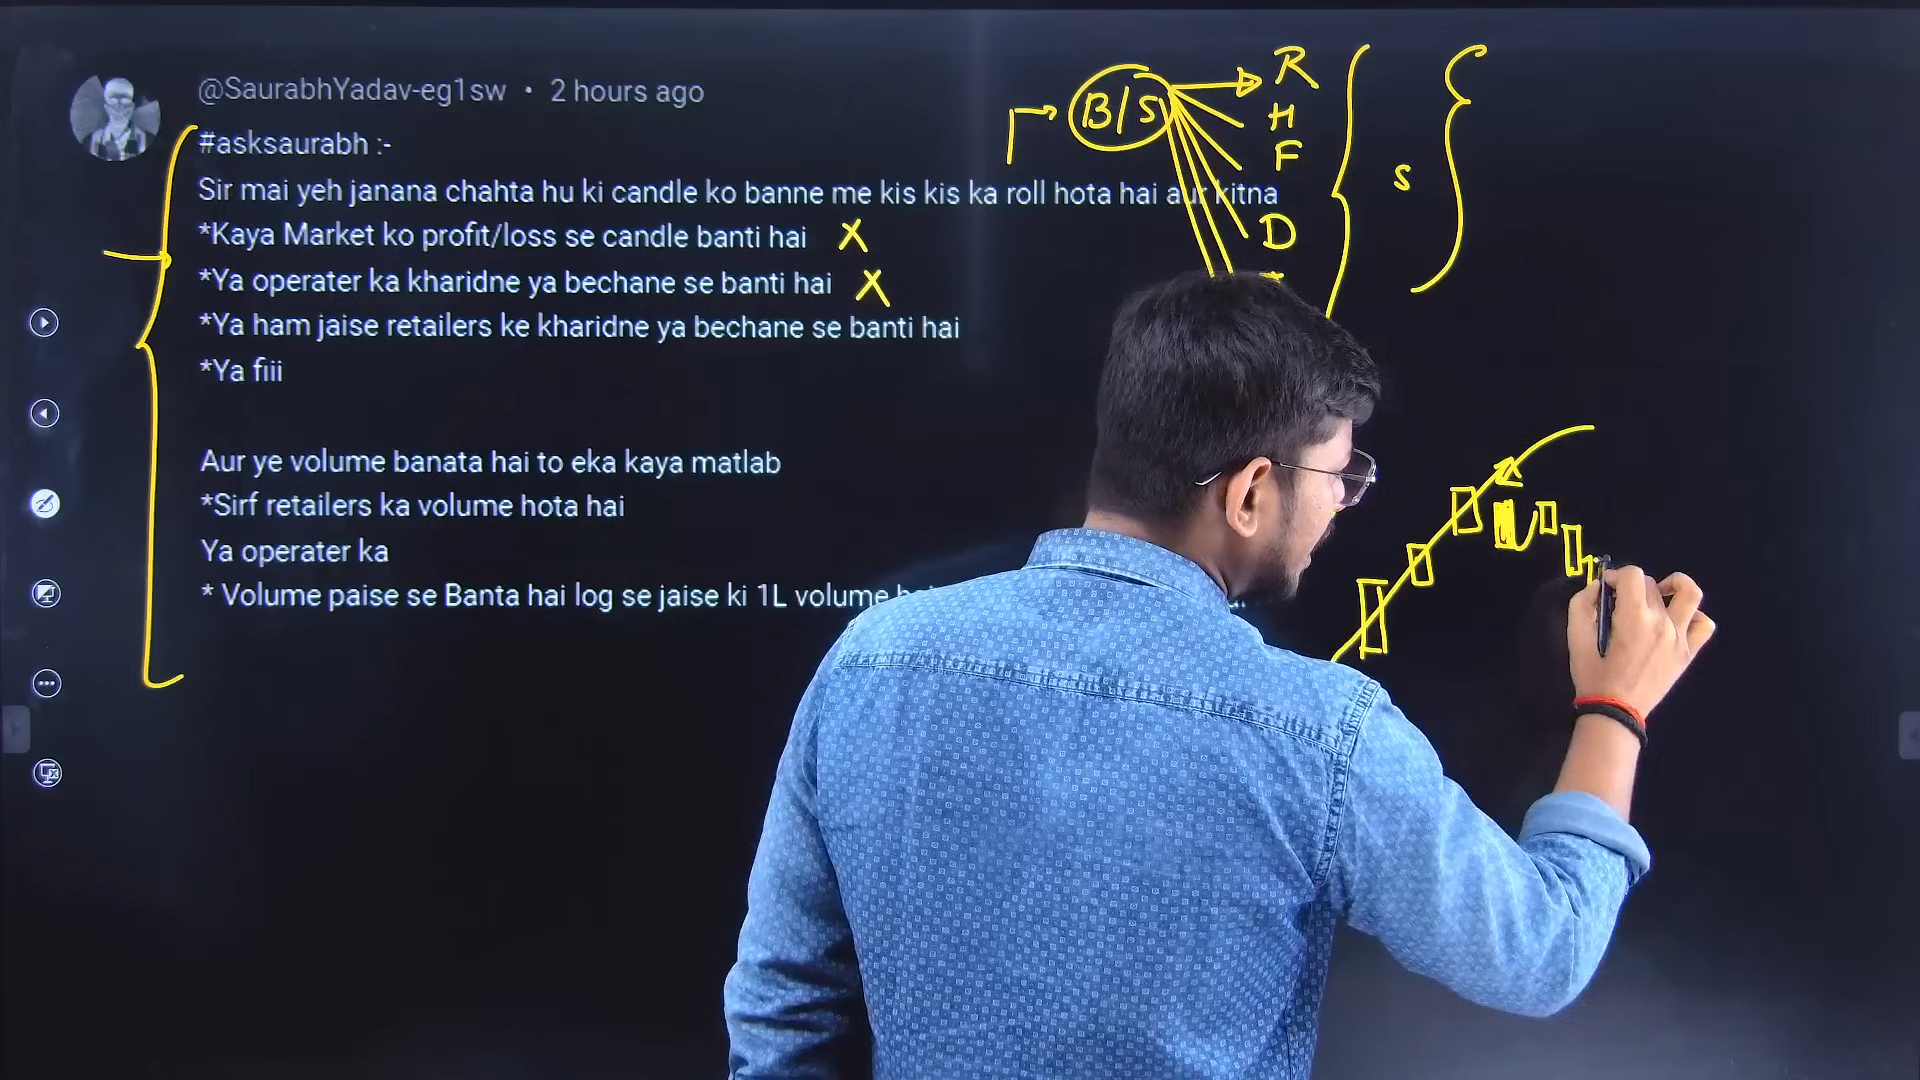 @SaurabhYadav-eg1sw • 2 hours ago
#asksaurabh :-
Sir mai yeh janana chahta hu ki candle ko banne me kis kis ka roll hota hai aur kitna
*Kaya Market ko profit/loss se candle banti hai X
*Ya operater ka kharidne ya bechane se banti hai X
*Ya ham jaise retailers ke kharidne ya bechane se banti hai
*Ya fiii
Aur ye volume banata hai to eka kaya matlab
*Sirf retailers ka volume hota hai
Ya operater ka
* Volume paise se Banta hai log se jaise ki 1L volume
B/S
R
H
F
D
S